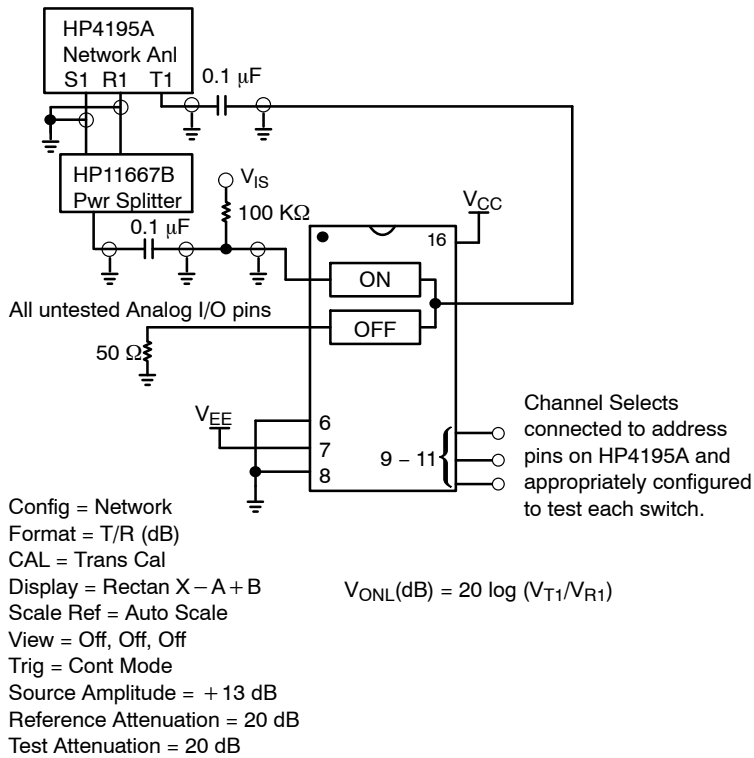 HP4195A
Network Anl
S1 R1 T1
0.1 μF
HP11667B
Pwr Splitter
V_IS
100 KΩ
0.1 μF
V_CC
16
ON
All untested Analog I/O pins
OFF
50 Ω
V_EE
6
7
8
9 – 11
Channel Selects
connected to address
pins on HP4195A and
appropriately configured
to test each switch.
Config = Network
Format = T/R (dB)
CAL = Trans Cal
Display = Rectan X – A + B
Scale Ref = Auto Scale
View = Off, Off, Off
Trig = Cont Mode
Source Amplitude = +13 dB
Reference Attenuation = 20 dB
Test Attenuation = 20 dB
V_ONL(dB) = 20 log (V_T1/V_R1)